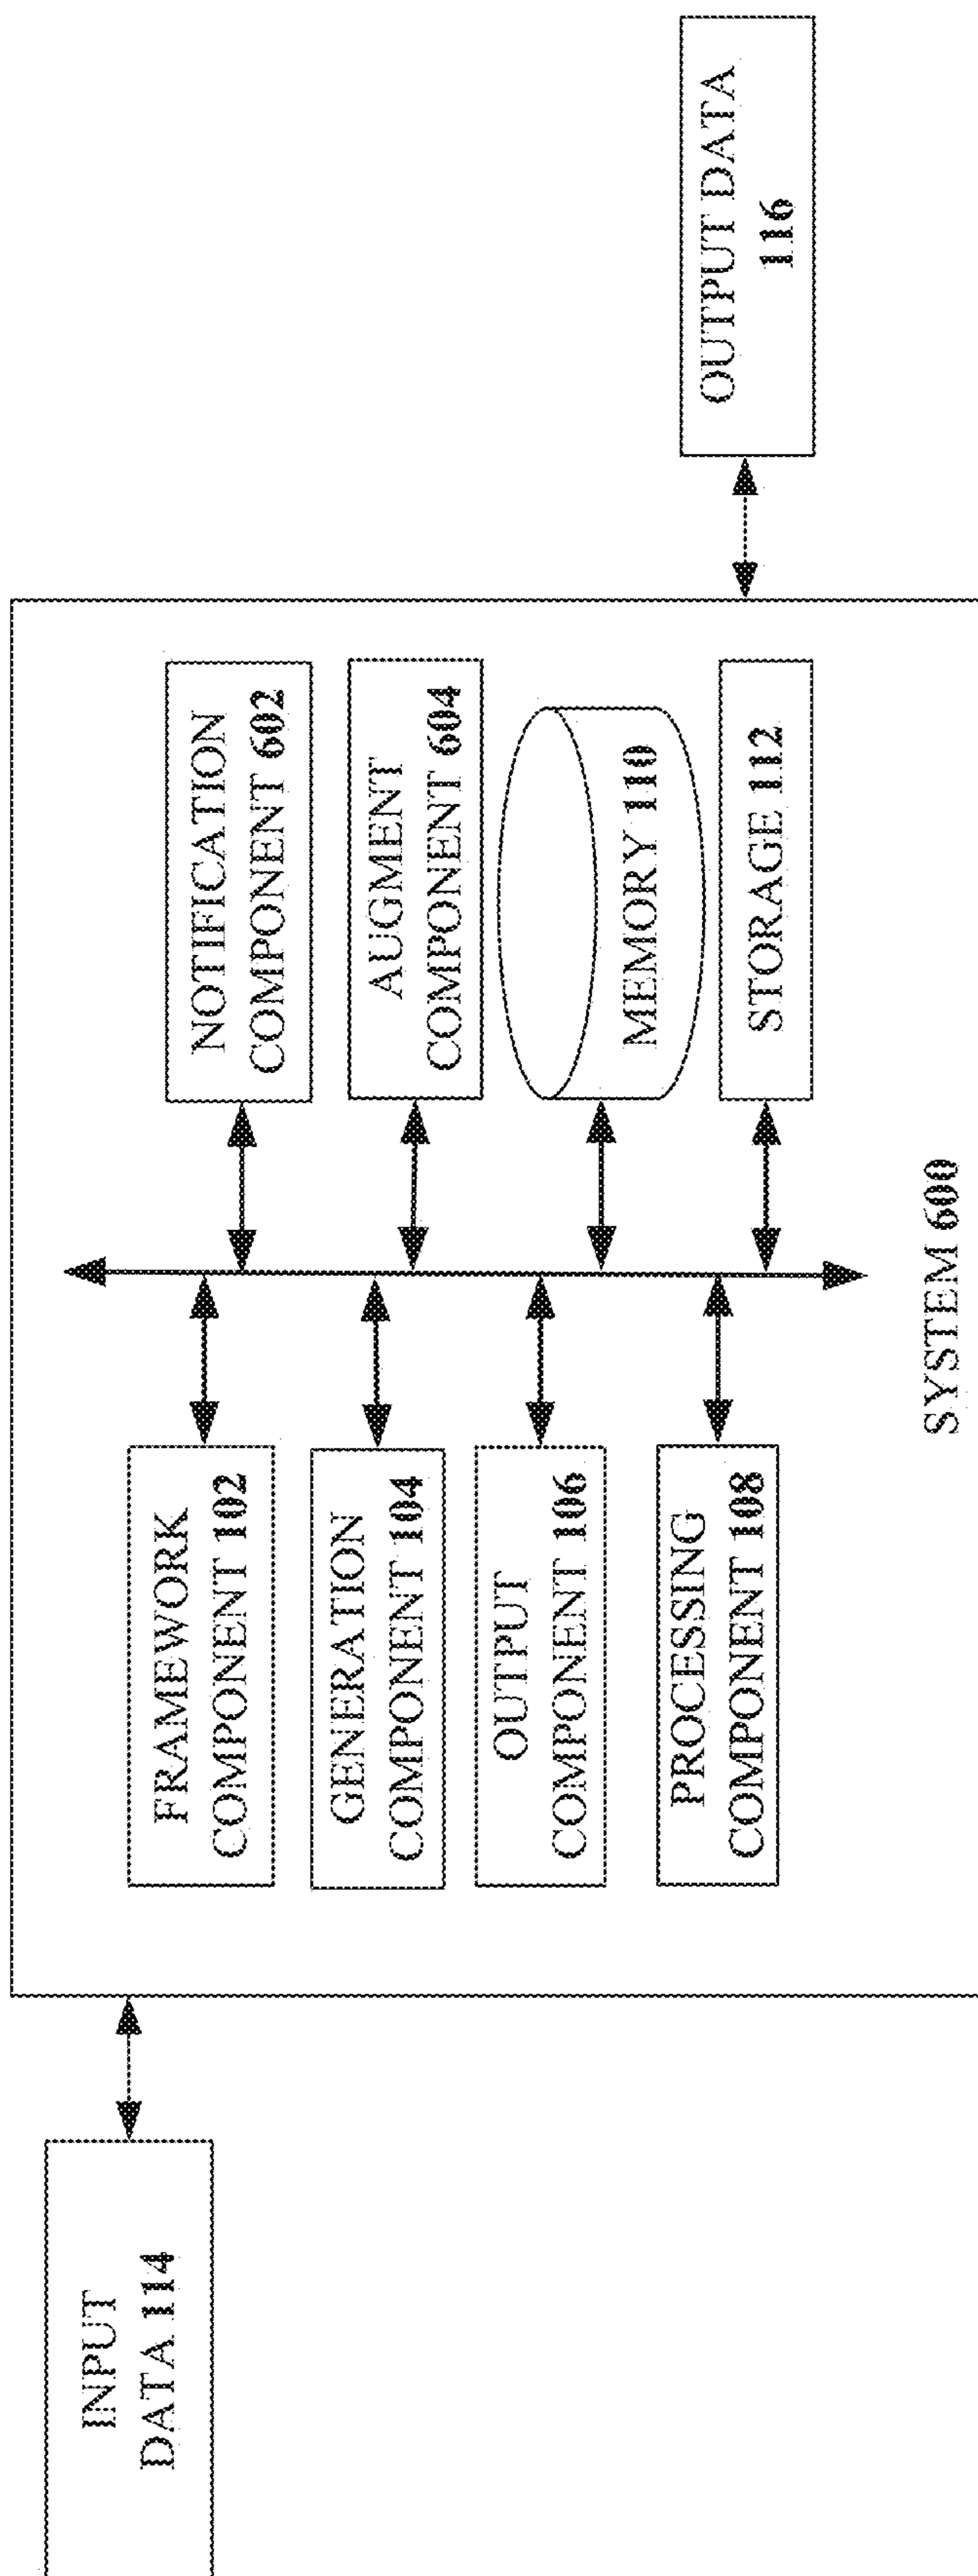 INPUT
DATA 114
FRAMEWORK
COMPONENT 102
GENERATION
COMPONENT 104
OUTPUT
COMPONENT 106
PROCESSING
COMPONENT 108
NOTIFICATION
COMPONENT 602
AUGMENT
COMPONENT 604
MEMORY 110
STORAGE 112
SYSTEM 600
OUTPUT DATA
116